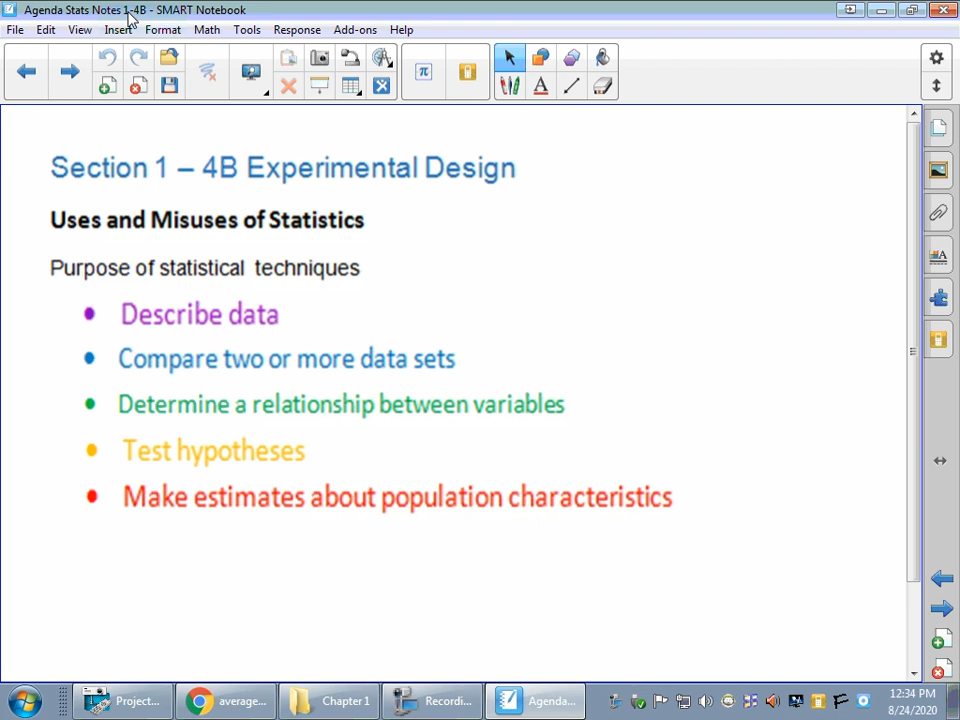 Agenda Stats Notes 1-4B - SMART Notebook
File Edit View Insert Format Math Tools Response Add-ons Help
Section 1 – 4B Experimental Design
Uses and Misuses of Statistics
Purpose of statistical techniques
• Describe data
• Compare two or more data sets
• Determine a relationship between variables
• Test hypotheses
• Make estimates about population characteristics
Project... average... Chapter 1 Recordi... Agenda...
12:34 PM
8/24/2020